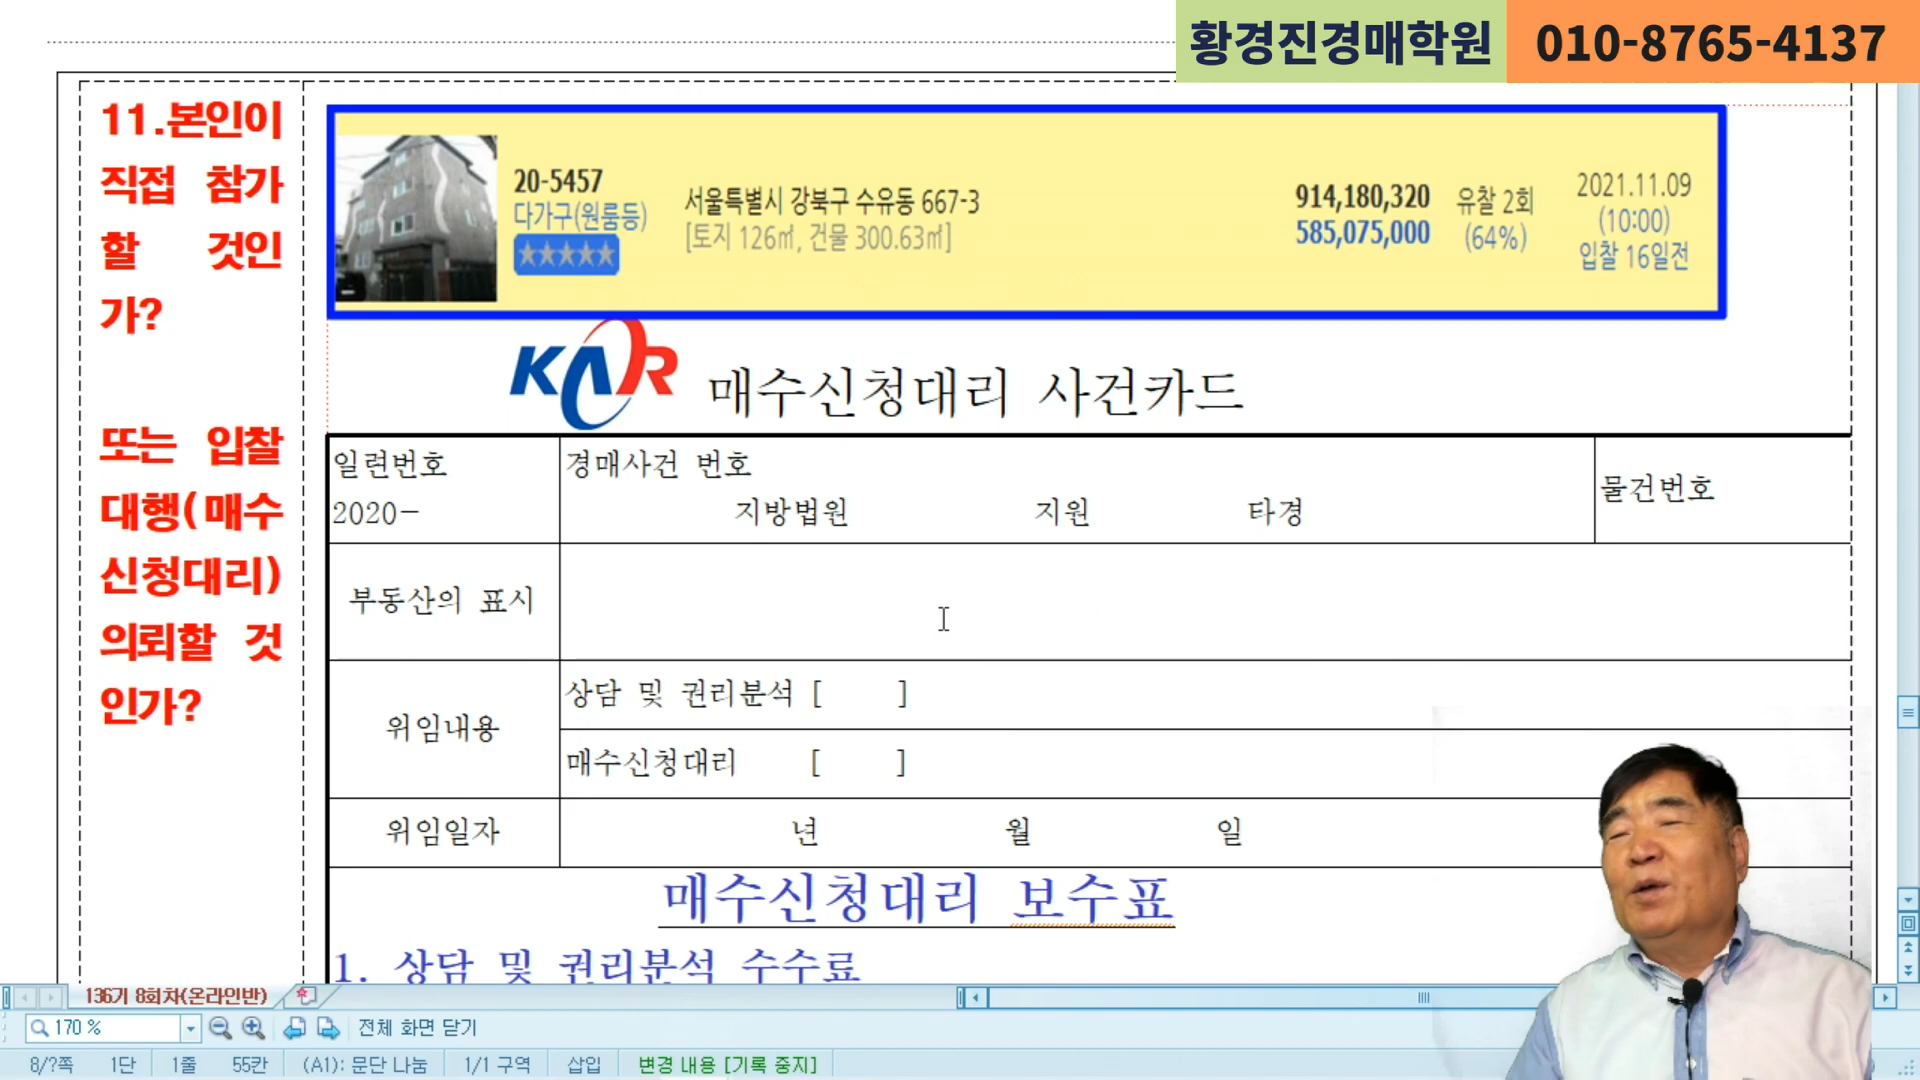 황경진경매학원 010-8765-4137
11.본인이
직접 참가
할 것인
가?
또는 입찰
대행(매수
신청대리)
의뢰할 것
인가?
20-5457
다가구(원룸등)
★★★★★
서울특별시 강북구 수유동 667-3
[토지 126㎡, 건물 300.63㎡]
914,180,320
585,075,000
유찰 2회
(64%)
2021.11.09
(10:00)
입찰 16일전
KAR 매수신청대리 사건카드
일련번호
2020-
경매사건 번호
지방법원 지원 타경
물건번호
부동산의 표시
위임내용
상담 및 권리분석 [ ]
매수신청대리 [ ]
위임일자
년 월 일
매수신청대리 보수표
1. 상담 및 권리분석 수수료
136기 8회차(온라인반)
170 %
전체 화면 닫기
8/?쪽 1단 1줄 55칸 (A1): 문단 나눔 1/1 구역 삽입 변경 내용 [기록 중지]